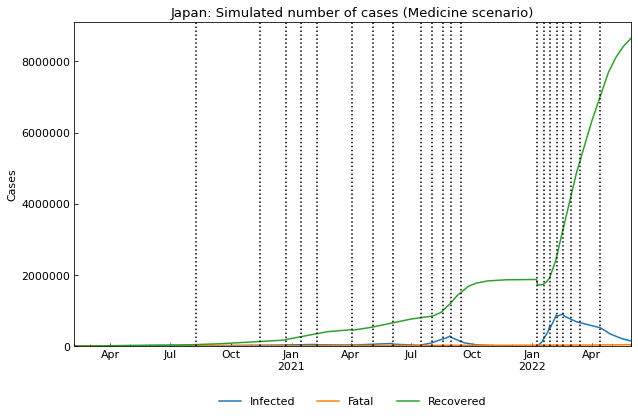 Japan: Simulated number of cases (Medicine scenario)
8000000
6000000
4000000
2000000
0
Cases
Apr Jul Oct Jan Apr Jul Oct Jan Apr
2021 2022
Infected Fatal Recovered